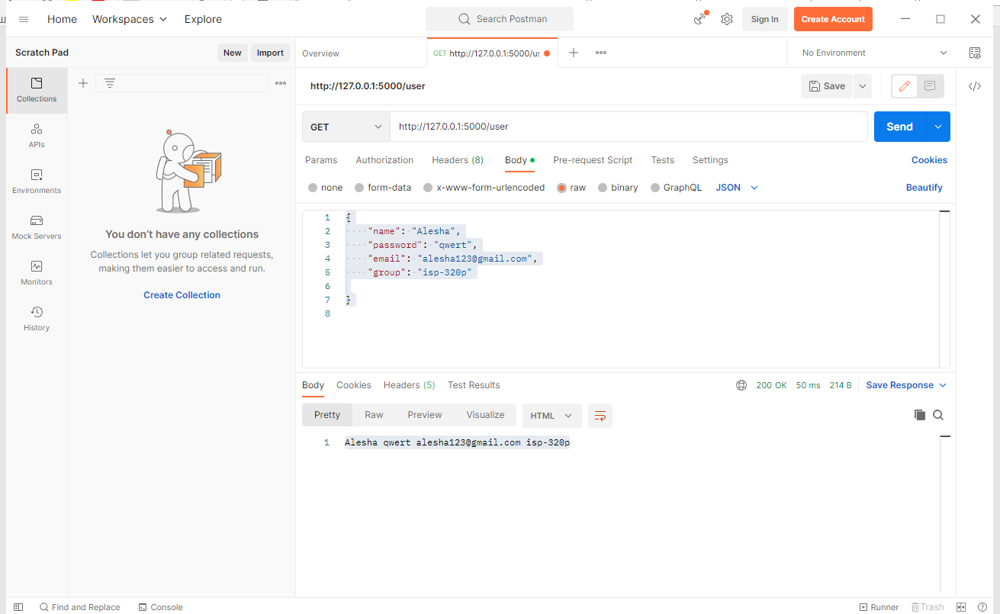 Home Workspaces Explore Search Postman Sign In Create Account
Scratch Pad New Import Overview GET http://127.0.0.1:5000/us No Environment
http://127.0.0.1:5000/user Save
Collections
APIs
Environments
Mock Servers
Monitors
History
You don't have any collections
Collections let you group related requests,
making them easier to access and run.
Create Collection
GET http://127.0.0.1:5000/user Send
Params Authorization Headers (8) Body Pre-request Script Tests Settings Cookies
none form-data x-www-form-urlencoded raw binary GraphQL JSON Beautify
1 {
2 "name": "Alesha",
3 "password": "qwert",
4 "email": "alesha123@gmail.com",
5 "group": "isp-320p"
6
7 }
8
Body Cookies Headers (5) Test Results 200 OK 50 ms 214 B Save Response
Pretty Raw Preview Visualize HTML
1 Alesha qwert alesha123@gmail.com isp-320p
Find and Replace Console Runner Trash